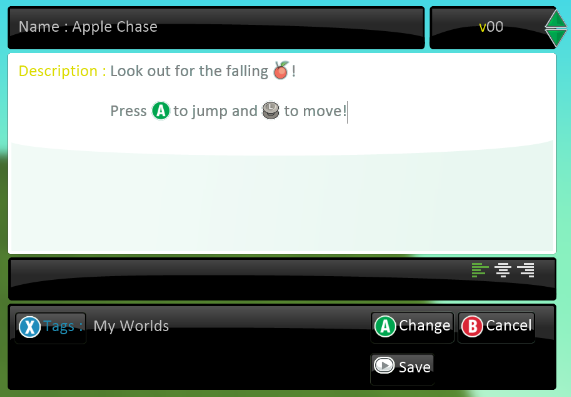 Name : Apple Chase
v00
Description : Look out for the falling !
Press A to jump and to move!
X Tags : My Worlds
A Change B Cancel
Save